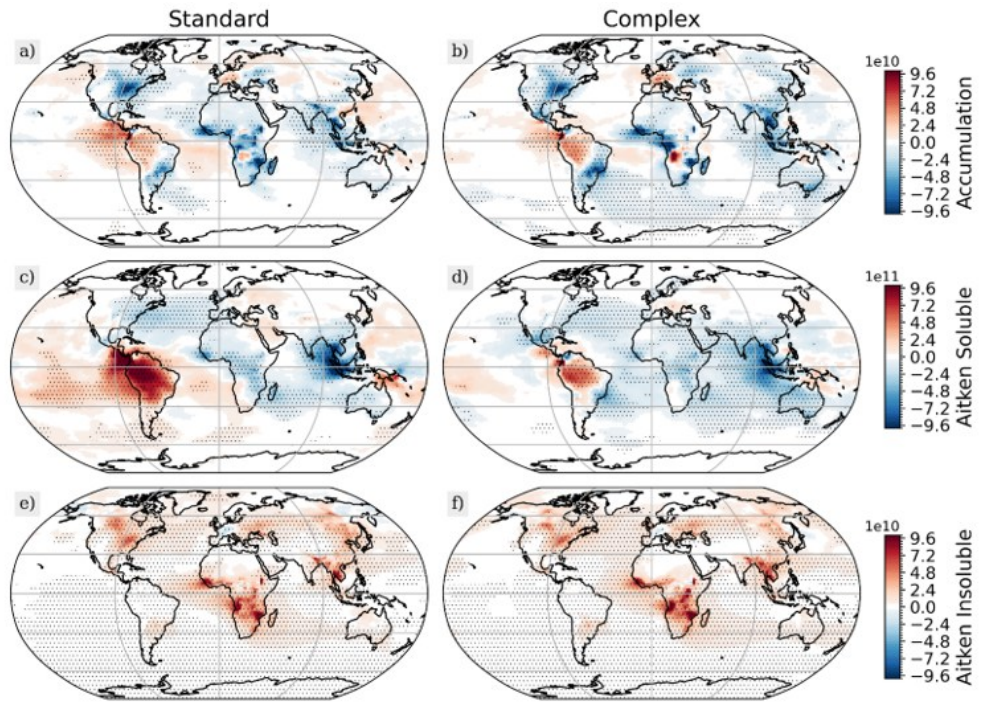 Standard
Complex
a)
b)
1e10
9.6
7.2
4.8
2.4
0.0
−2.4
−4.8
−7.2
−9.6
Accumulation
c)
d)
1e11
9.6
7.2
4.8
2.4
0.0
−2.4
−4.8
−7.2
−9.6
Aitken Soluble
e)
f)
1e10
9.6
7.2
4.8
2.4
0.0
−2.4
−4.8
−7.2
−9.6
Aitken Insoluble